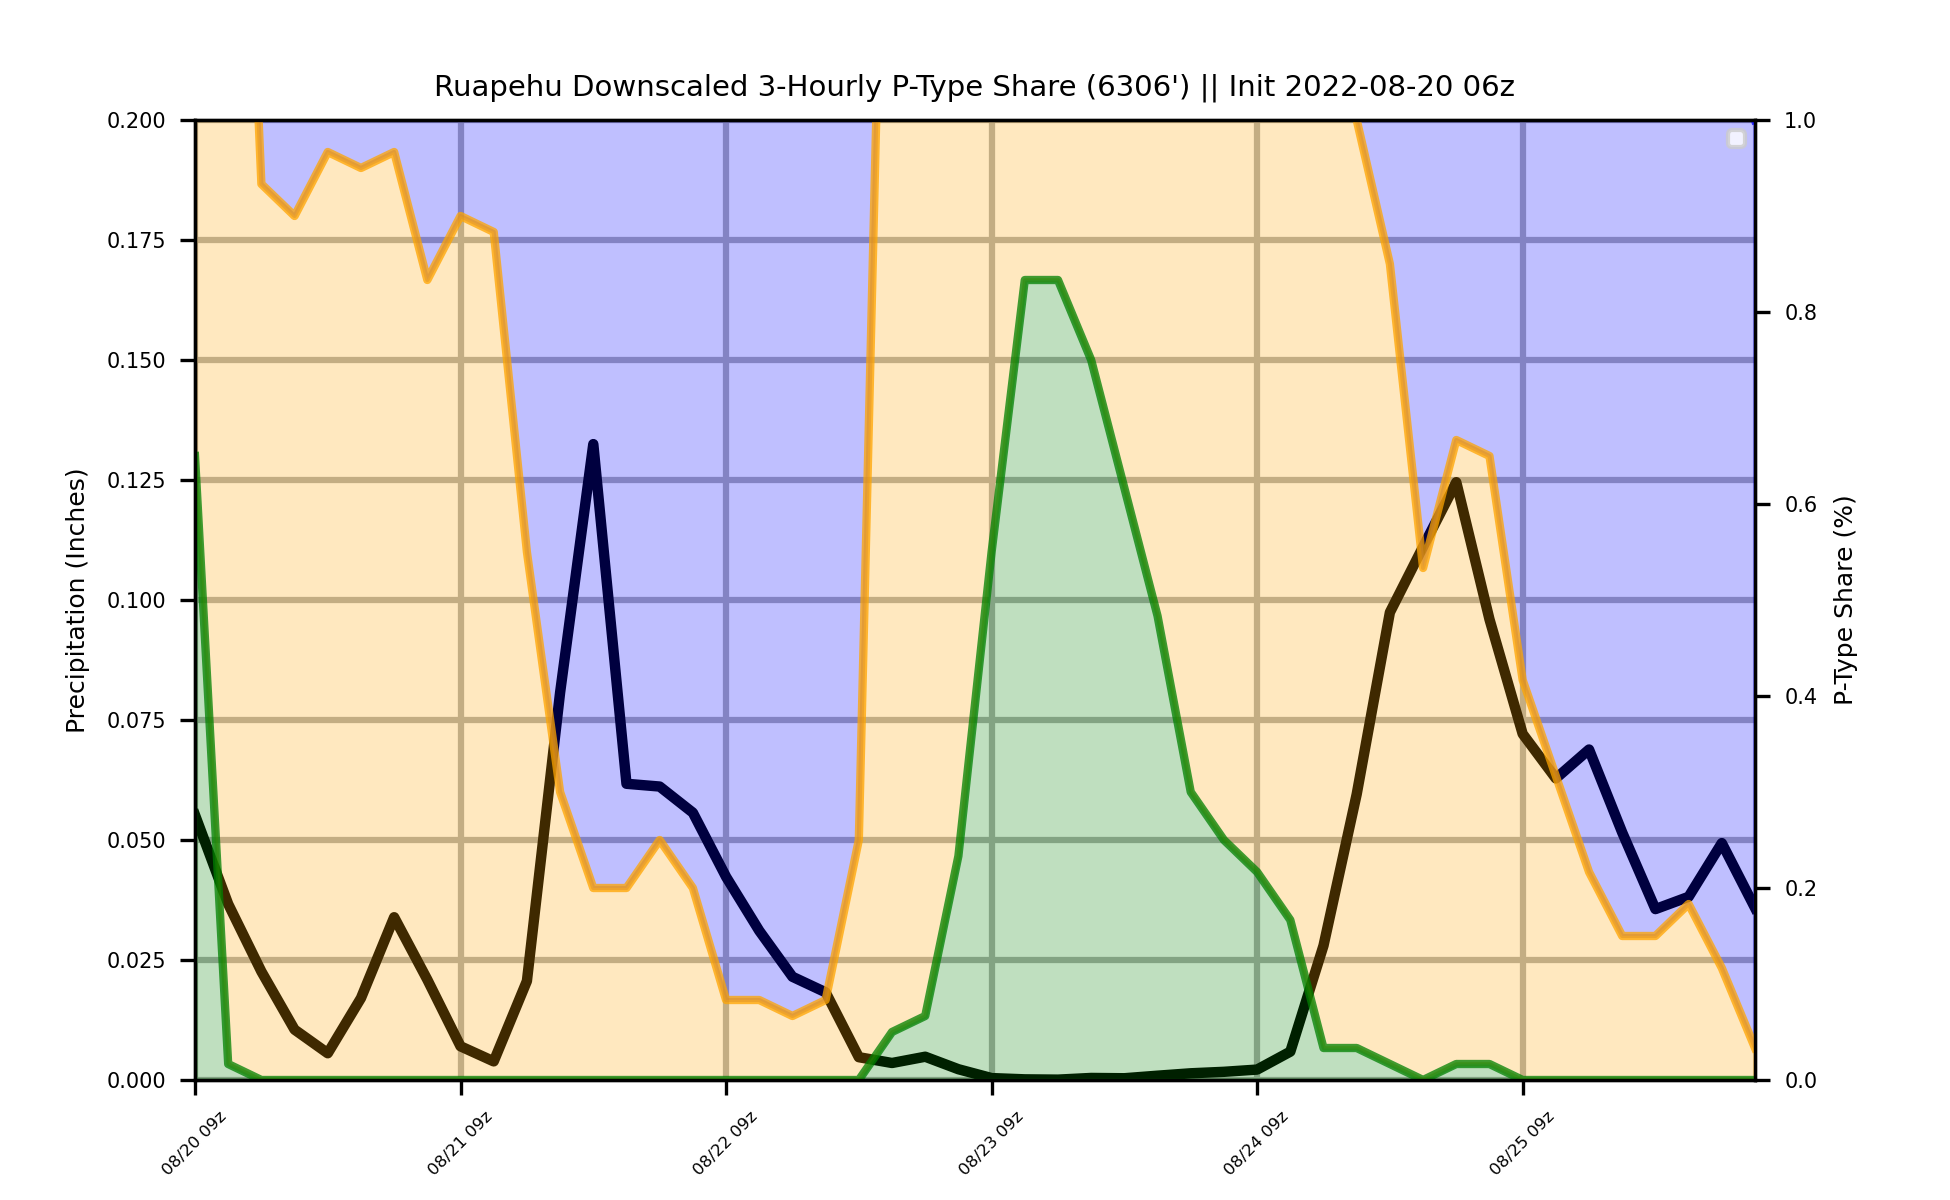 Ruapehu Downscaled 3-Hourly P-Type Share (6306') || Init 2022-08-20 06z
0.200
0.175
0.150
0.125
0.100
0.075
0.050
0.025
0.000
Precipitation (Inches)
1.0
0.8
0.6
0.4
0.2
0.0
P-Type Share (%)
08/20 09z
08/21 09z
08/22 09z
08/23 09z
08/24 09z
08/25 09z